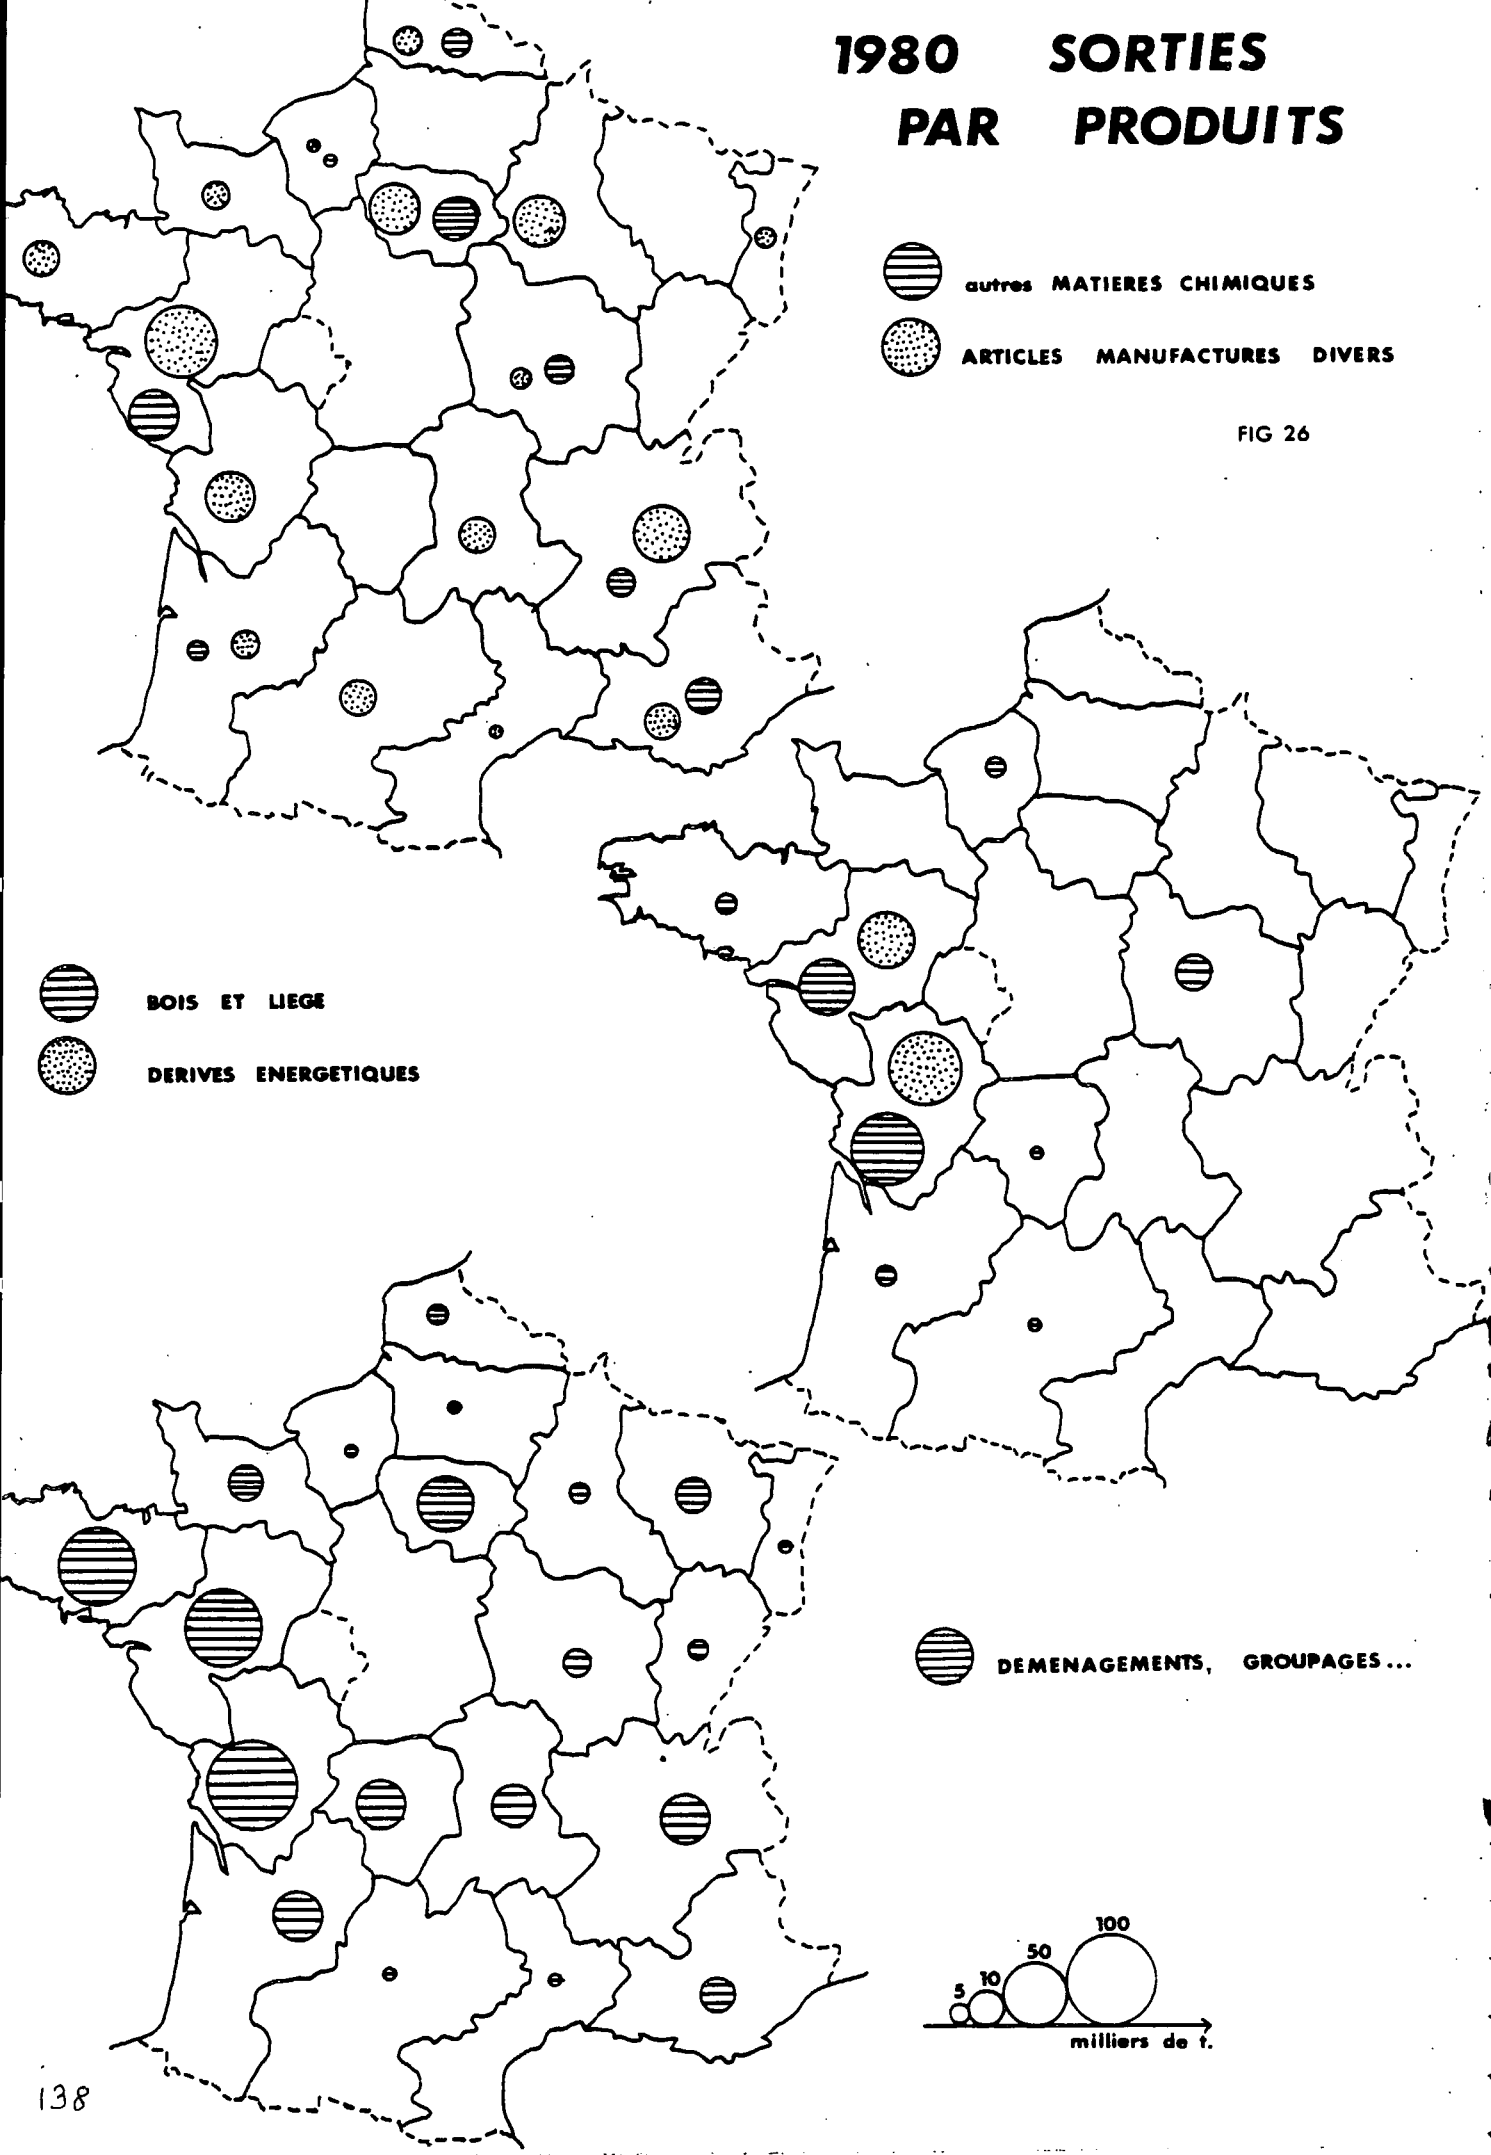 1980 SORTIES
PAR PRODUITS
autres MATIERES CHIMIQUES
ARTICLES MANUFACTURES DIVERS
FIG 26
BOIS ET LIEGE
DERIVES ENERGETIQUES
DEMENAGEMENTS, GROUPAGES...
100
50
10
5
milliers de t.
138